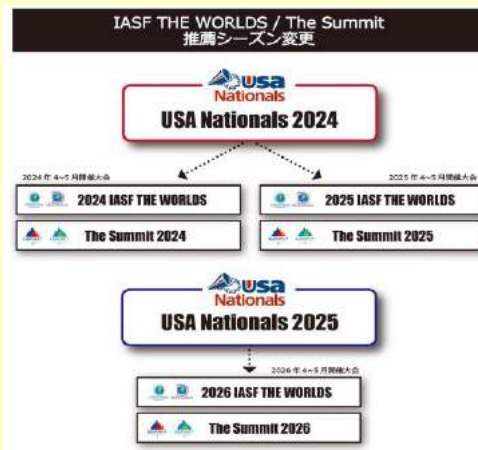 IASF THE WORLDS / The Summit
推薦シーズン変更
USA
Nationals
USA Nationals 2024
2024年4~5月開催大会
2025年4~5月開催大会
2024 IASF THE WORLDS
2025 IASF THE WORLDS
The Summit 2024
The Summit 2025
USA
Nationals
USA Nationals 2025
2026年4~5月開催大会
2026 IASF THE WORLDS
The Summit 2026